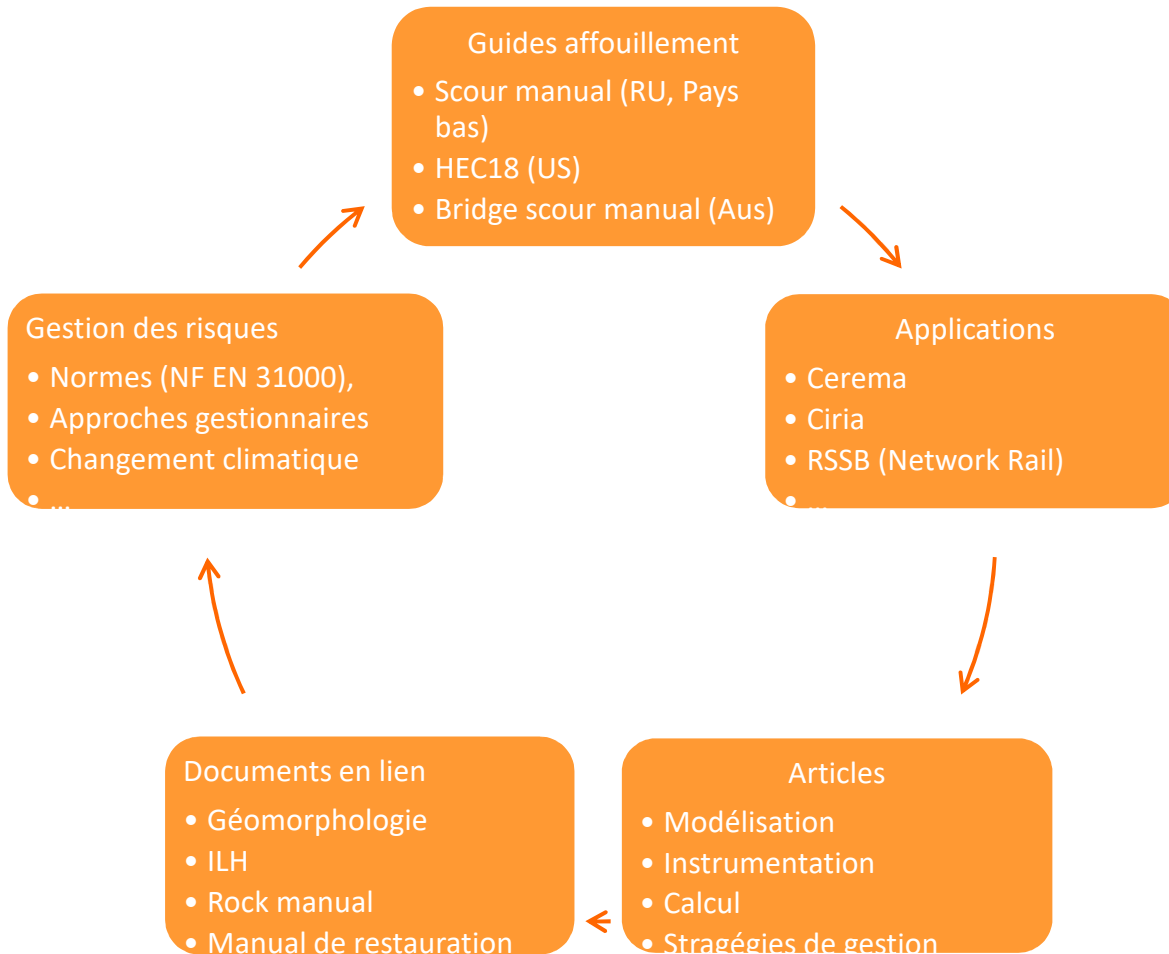 Guides affouillement
• Scour manual (RU, Pays
bas)
• HEC18 (US)
• Bridge scour manual (Aus)
Gestion des risques
• Normes (NF EN 31000),
• Approches gestionnaires
• Changement climatique
• ...
Applications
• Cerema
• Ciria
• RSSB (Network Rail)
• ...
Documents en lien
• Géomorphologie
• ILH
• Rock manual
• Manual de restauration
Articles
• Modélisation
• Instrumentation
• Calcul
• Stragégies de gestion